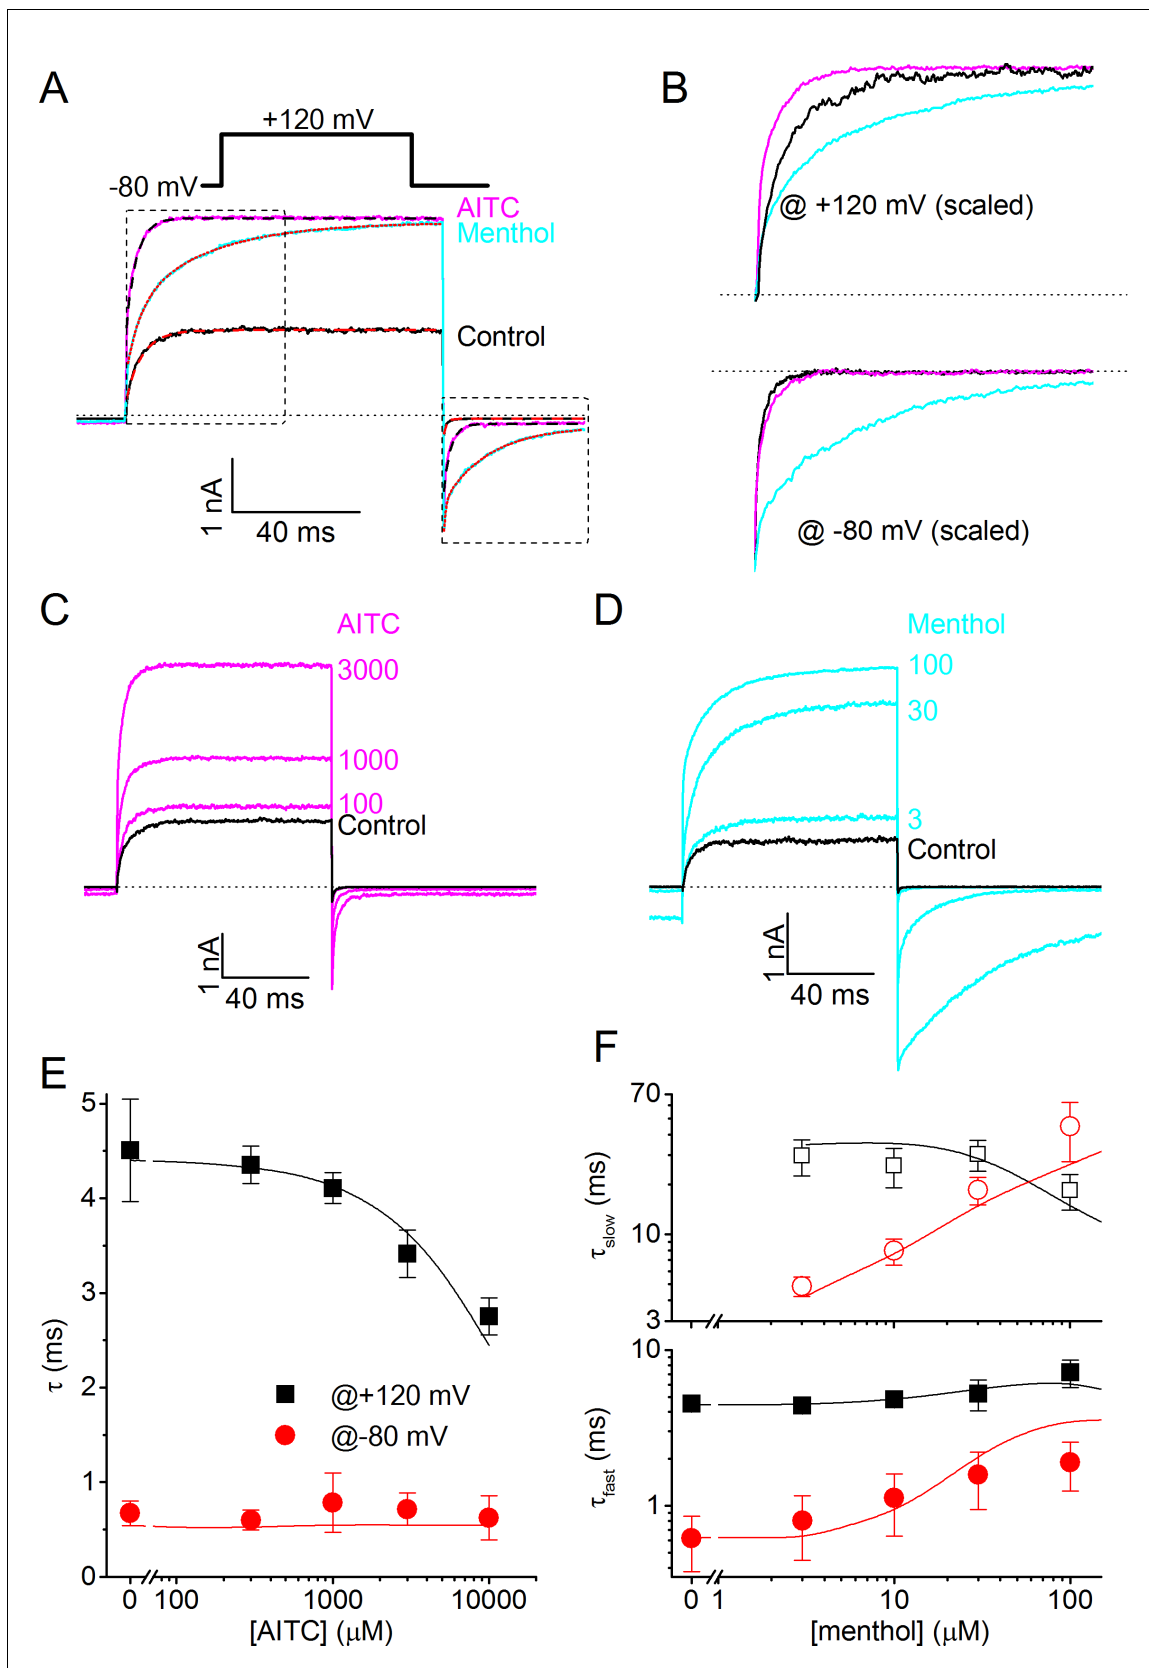 A
+120 mV
-80 mV
AITC
Menthol
Control
1 nA
40 ms
B
@ +120 mV (scaled)
@ -80 mV (scaled)
C
AITC
3000
1000
100
Control
1 nA
40 ms
D
Menthol
100
30
3
Control
1 nA
40 ms
E
5
4
3
2
1
0
τ (ms)
@+120 mV
@-80 mV
0 100 1000 10000
[AITC] (μM)
F
70
10
3
τslow (ms)
10
1
τfast (ms)
0 1 10 100
[menthol] (μM)